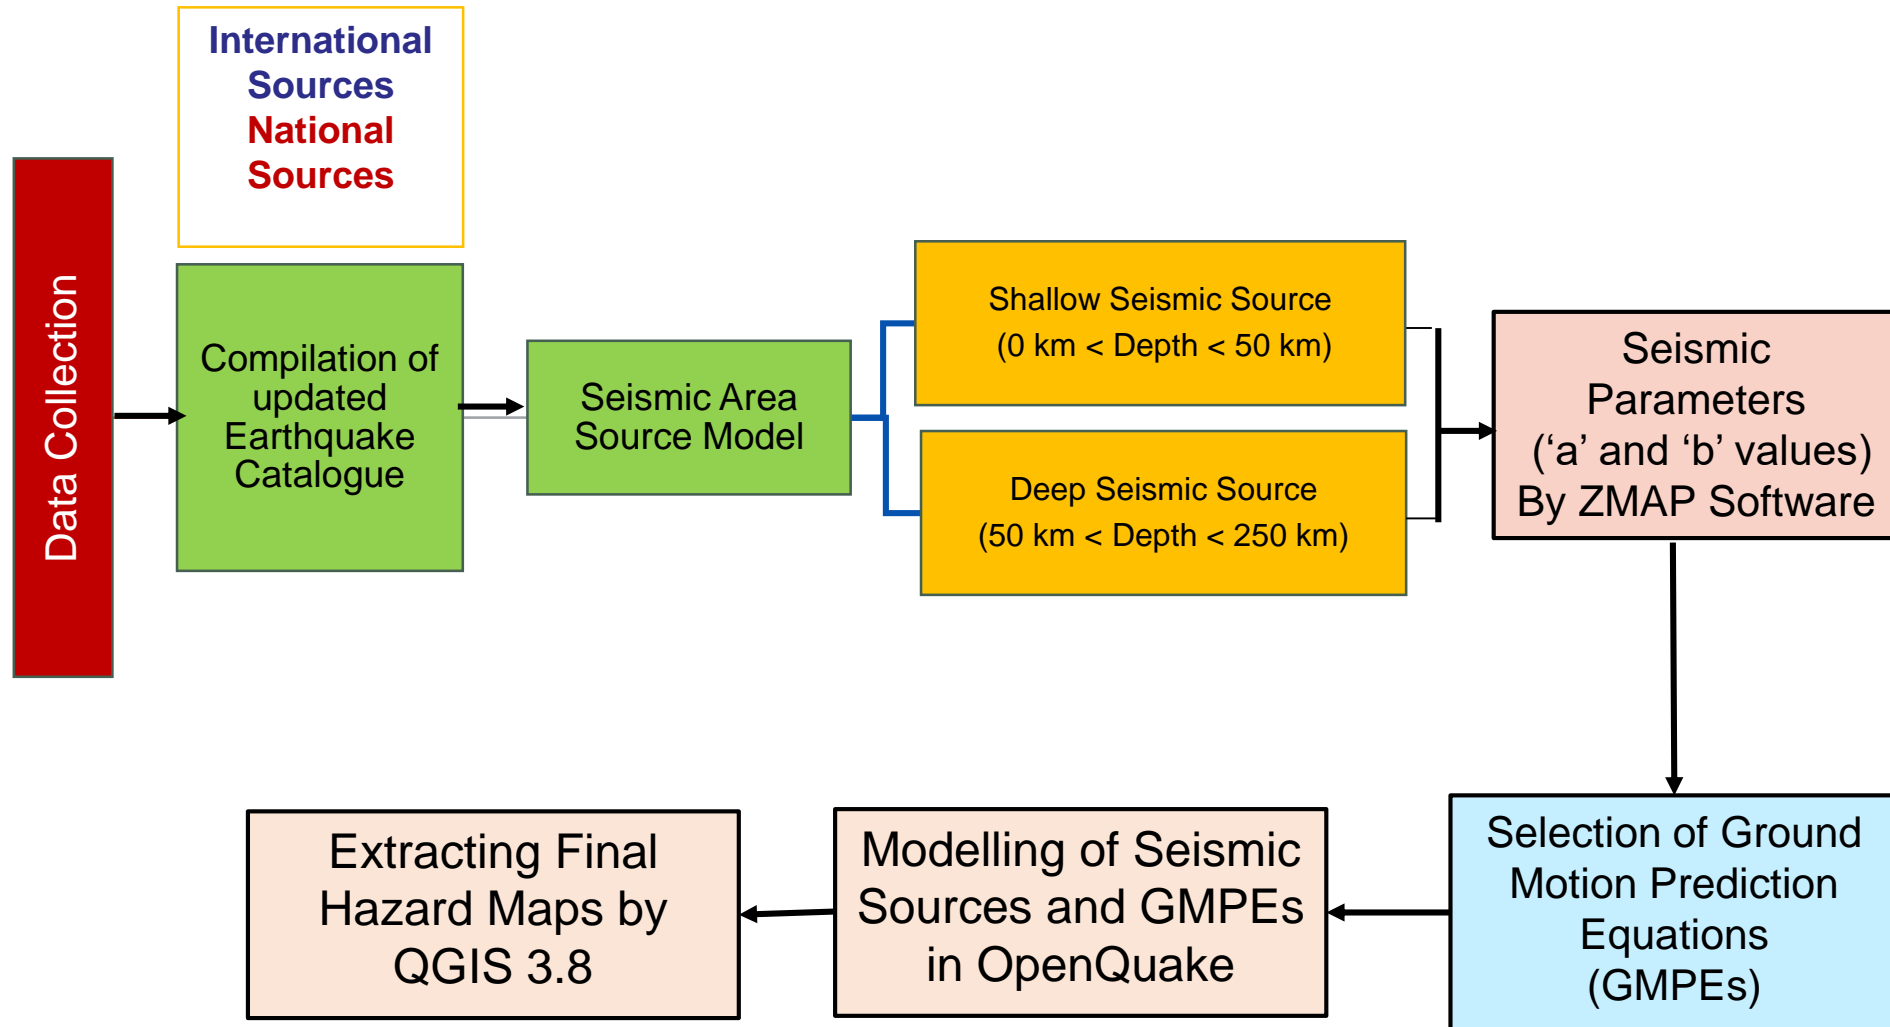 International
Sources
National
Sources
Data Collection
Compilation of
updated
Earthquake
Catalogue
Seismic Area
Source Model
Shallow Seismic Source
(0 km < Depth < 50 km)
Deep Seismic Source
(50 km < Depth < 250 km)
Seismic
Parameters
(‘a’ and ‘b’ values)
By ZMAP Software
Selection of Ground
Motion Prediction
Equations
(GMPEs)
Modelling of Seismic
Sources and GMPEs
in OpenQuake
Extracting Final
Hazard Maps by
QGIS 3.8